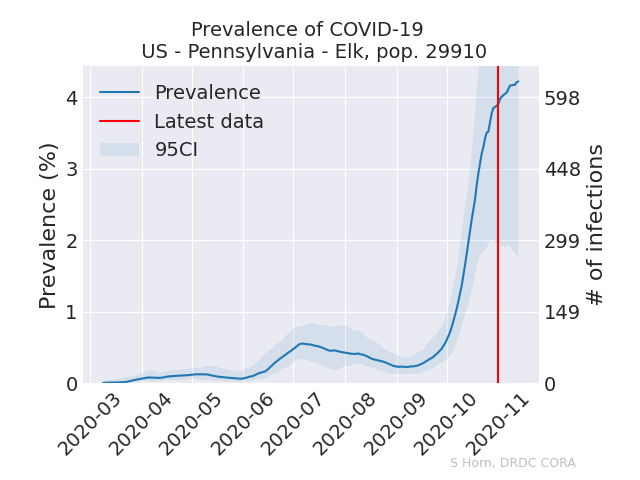 Prevalence of COVID-19
US - Pennsylvania - Elk, pop. 29910
Prevalence
Latest data
95CI
Prevalence (%)
4
3
2
1
0
598
448
299
149
0
# of infections
2020-03
2020-04
2020-05
2020-06
2020-07
2020-08
2020-09
2020-10
2020-11
S Horn, DRDC CORA